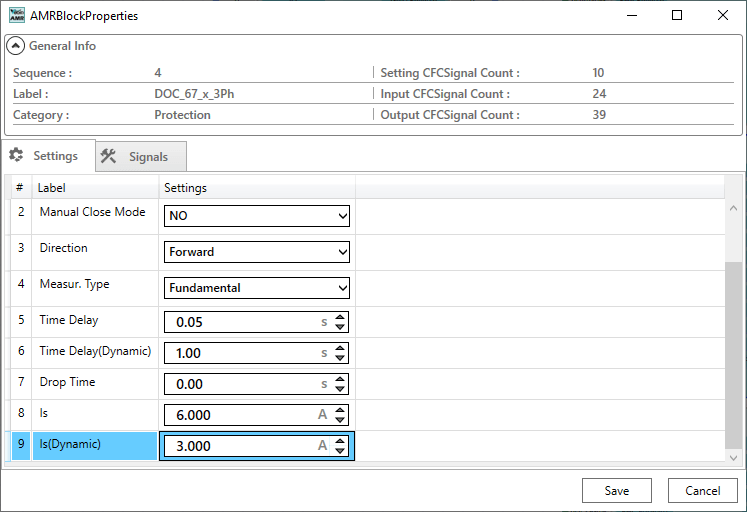 AMRBlockProperties
General Info
Sequence : 4 Setting CFCSignal Count : 10
Label : DOC_67_x_3Ph Input CFCSignal Count : 24
Category : Protection Output CFCSignal Count : 39
Settings Signals
# Label Settings
2 Manual Close Mode NO
3 Direction Forward
4 Measur. Type Fundamental
5 Time Delay 0.05 s
6 Time Delay(Dynamic) 1.00 s
7 Drop Time 0.00 s
8 Is 6.000 A
9 Is(Dynamic) 3.000 A
Save Cancel